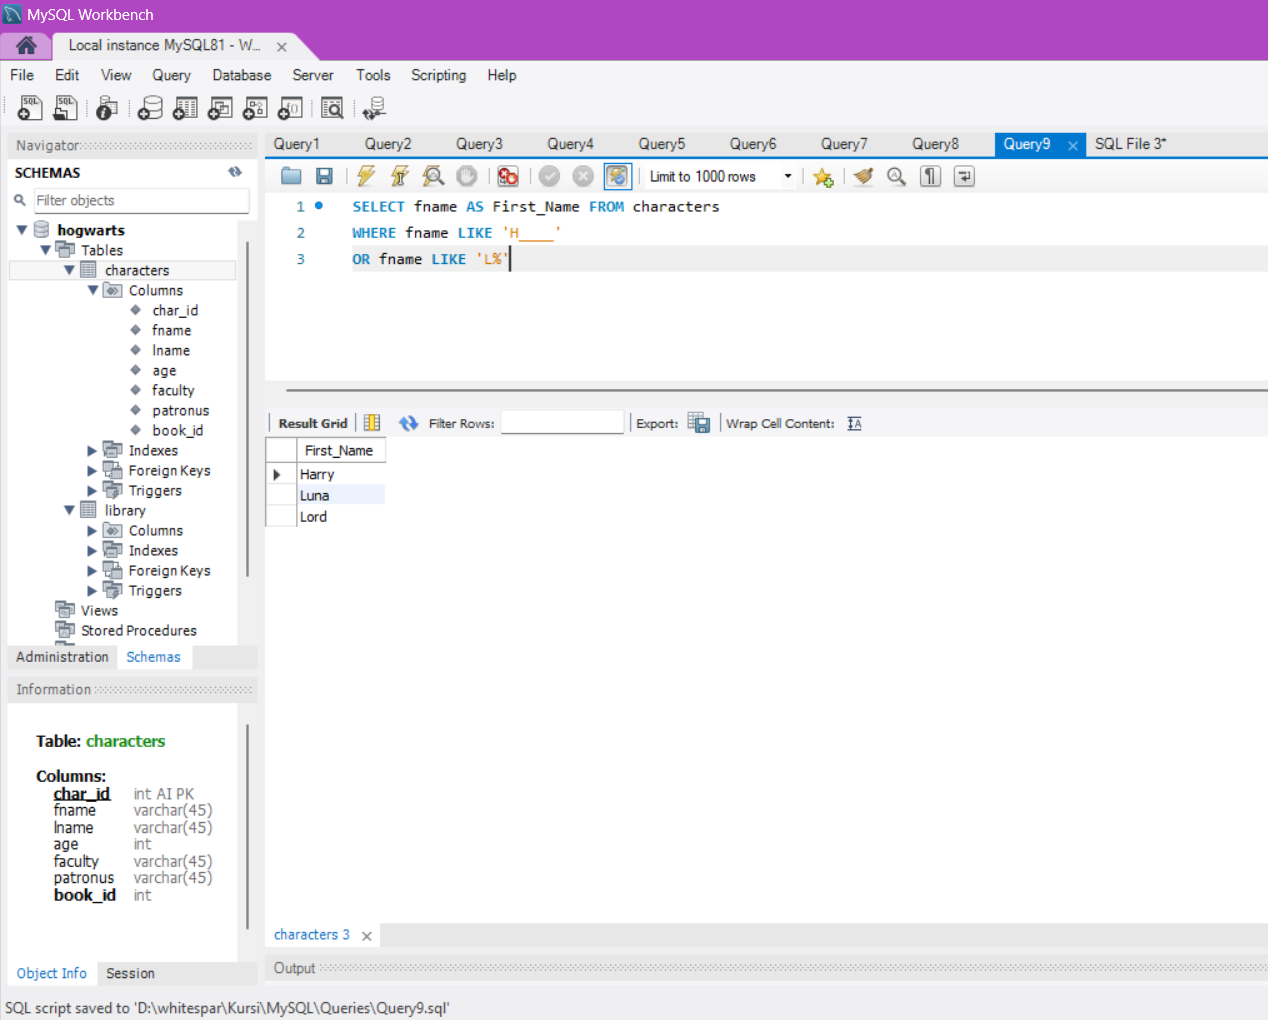 MySQL Workbench
Local instance MySQL81 - W...
File Edit View Query Database Server Tools Scripting Help
Navigator
SCHEMAS
Filter objects
hogwarts
Tables
characters
Columns
char_id
fname
lname
age
faculty
patronus
book_id
Indexes
Foreign Keys
Triggers
library
Columns
Indexes
Foreign Keys
Triggers
Views
Stored Procedures
Administration Schemas
Information
Table: characters
Columns:
char_id int AI PK
fname varchar(45)
lname varchar(45)
age int
faculty varchar(45)
patronus varchar(45)
book_id int
Object Info Session
Query1 Query2 Query3 Query4 Query5 Query6 Query7 Query8 Query9 SQL File 3*
Limit to 1000 rows
1 SELECT fname AS First_Name FROM characters
2 WHERE fname LIKE 'H____'
3 OR fname LIKE 'L%'
Result Grid Filter Rows: Export: Wrap Cell Content:
First_Name
Harry
Luna
Lord
characters 3
Output
SQL script saved to 'D:\whitespar\Kursi\MySQL\Queries\Query9.sql'